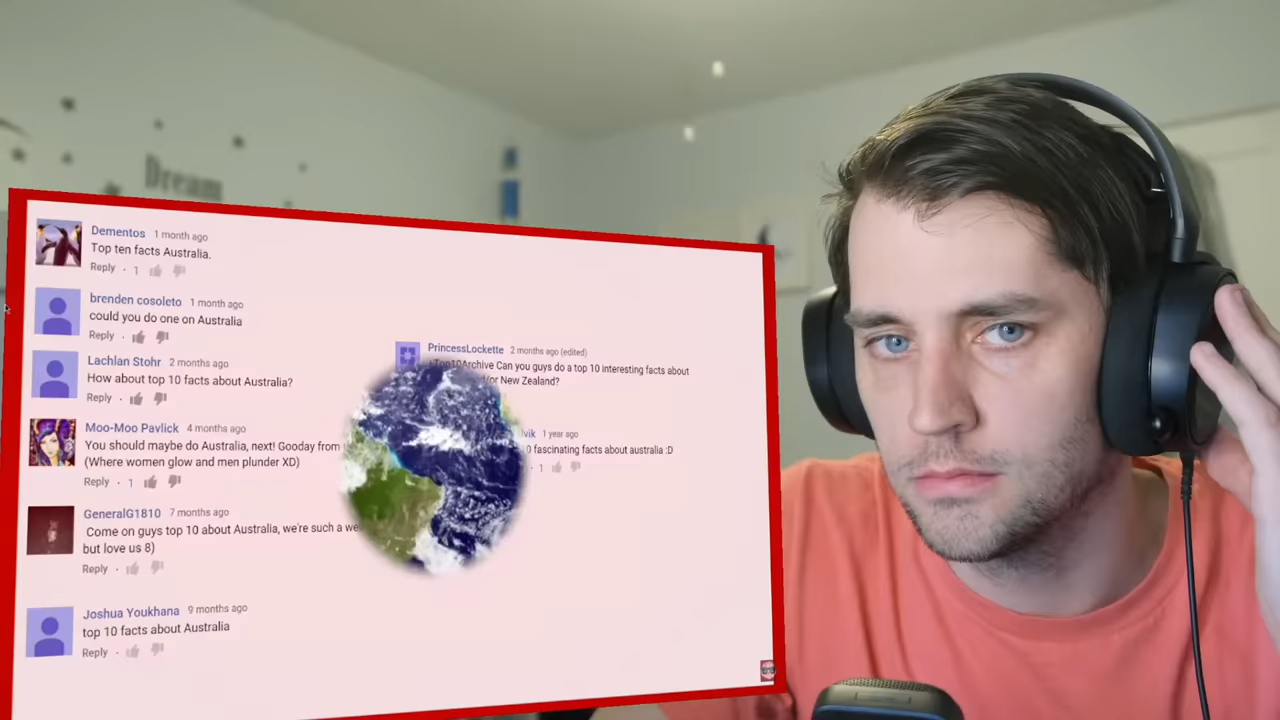 Dream
Dementos 1 month ago
Top ten facts Australia.
Reply · 1
brenden cosoleto 1 month ago
could you do one on Australia
Reply ·
Lachlan Stohr 2 months ago
How about top 10 facts about Australia?
Reply ·
Moo-Moo Pavlick 4 months ago
You should maybe do Australia, next! Gooday from
(Where women glow and men plunder XD)
Reply · 1
GeneralG1810 7 months ago
Come on guys top 10 about Australia, we're such a
but love us 8)
Reply ·
Joshua Youkhana 9 months ago
top 10 facts about Australia
Reply ·
PrincessLockette 2 months ago (edited)
+Top10Archive Can you guys do a top 10 interesting facts about
/or New Zealand?
1 year ago
0 fascinating facts about australia :D
· 1